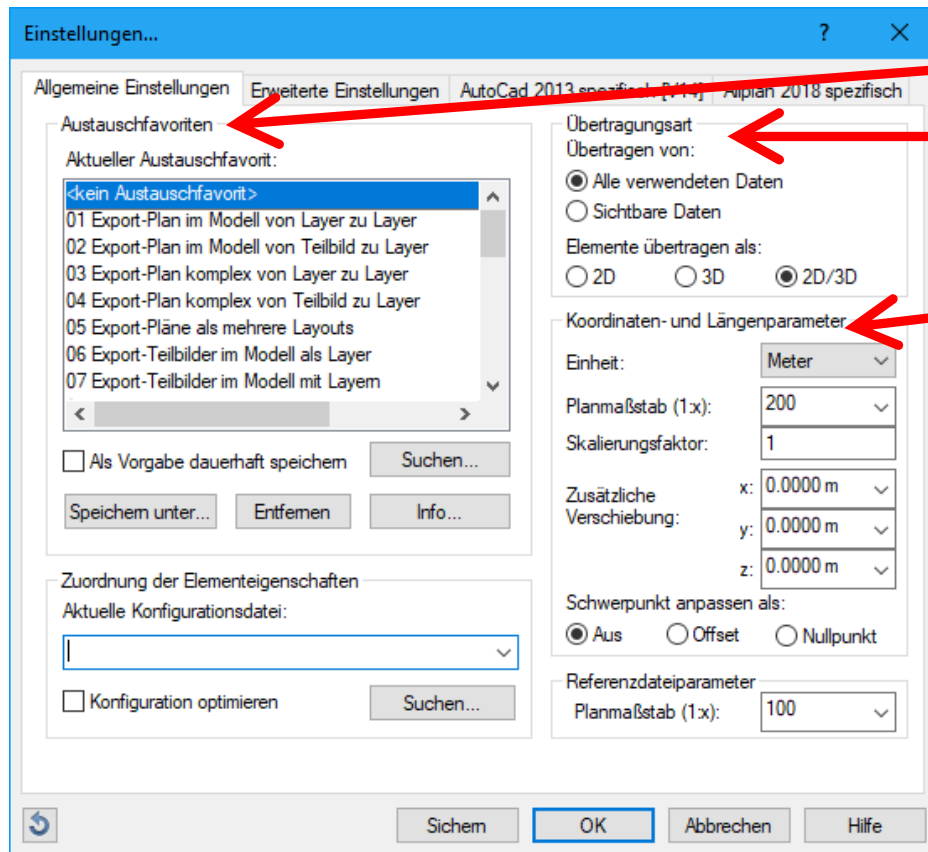 Einstellungen...
?
Allgemeine Einstellungen
Erweiterte Einstellungen
AutoCad 2013 spezifisch [V14]
Allplan 2018 spezifisch
Austauschfavoriten
Aktueller Austauschfavorit:
<kein Austauschfavorit>
01 Export-Plan im Modell von Layer zu Layer
02 Export-Plan im Modell von Teilbild zu Layer
03 Export-Plan komplex von Layer zu Layer
04 Export-Plan komplex von Teilbild zu Layer
05 Export-Pläne als mehrere Layouts
06 Export-Teilbilder im Modell als Layer
07 Export-Teilbilder im Modell mit Layern
Als Vorgabe dauerhaft speichern
Suchen...
Speichern unter...
Entfernen
Info...
Zuordnung der Elementeigenschaften
Aktuelle Konfigurationsdatei:
Konfiguration optimieren
Suchen...
Übertragungsart
Übertragen von:
Alle verwendeten Daten
Sichtbare Daten
Elemente übertragen als:
2D
3D
2D/3D
Koordinaten- und Längenparameter
Einheit:
Meter
Planmaßstab (1:x):
200
Skalierungsfaktor:
1
Zusätzliche
Verschiebung:
x:
0.0000 m
y:
0.0000 m
z:
0.0000 m
Schwerpunkt anpassen als:
Aus
Offset
Nullpunkt
Referenzdateiparameter
Planmaßstab (1:x):
100
Sichern
OK
Abbrechen
Hilfe